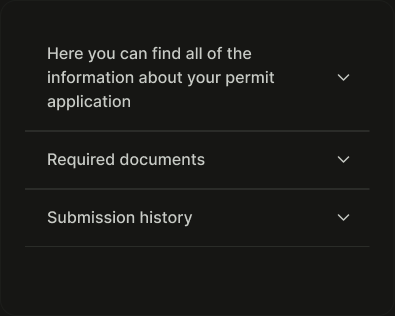 Here you can find all of the
information about your permit
application
Required documents
Submission history